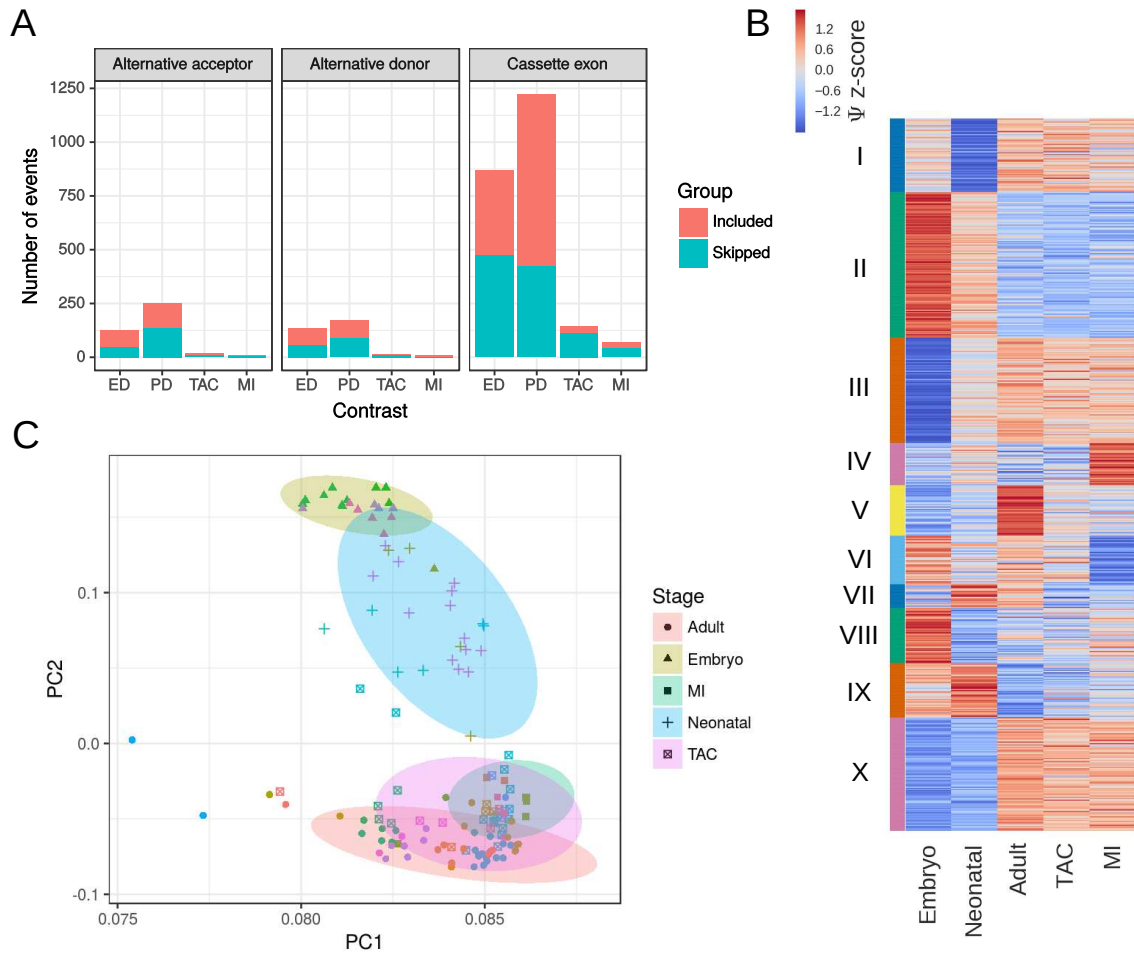 A
Alternative acceptor Alternative donor Cassette exon
1250
1000
750
500
250
0
Number of events
ED PD TAC MI ED PD TAC MI ED PD TAC MI
Contrast
Group
Included
Skipped
B
1.2
0.6
0.0
−0.6
−1.2
Ψ z-score
I
II
III
IV
V
VI
VII
VIII
IX
X
Embryo Neonatal Adult TAC MI
C
0.1
0.0
-0.1
PC2
0.075 0.080 0.085
PC1
Stage
Adult
Embryo
MI
Neonatal
TAC